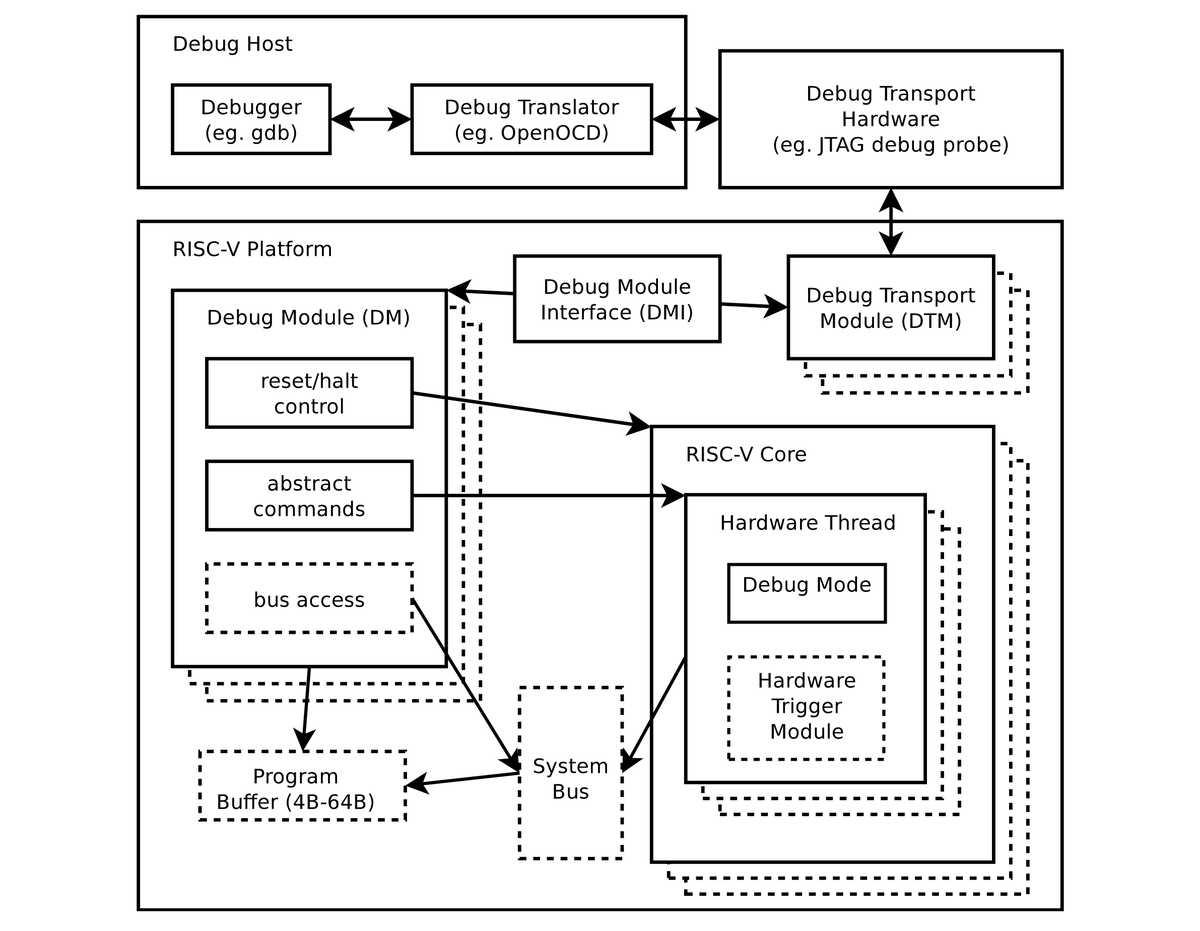 Debug Host
Debugger
(eg. gdb)
Debug Translator
(eg. OpenOCD)
Debug Transport
Hardware
(eg. JTAG debug probe)
RISC-V Platform
Debug Module
Interface (DMI)
Debug Transport
Module (DTM)
Debug Module (DM)
reset/halt
control
abstract
commands
bus access
RISC-V Core
Hardware Thread
Debug Mode
Hardware
Trigger
Module
System
Bus
Program
Buffer (4B-64B)